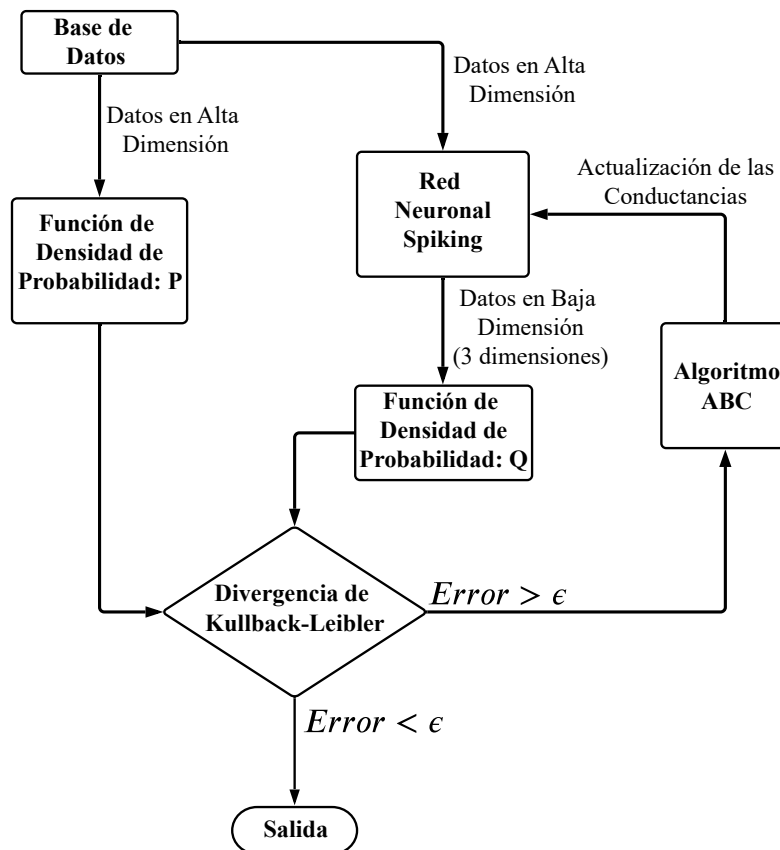 Base de
Datos
Datos en Alta
Dimensión
Datos en Alta
Dimensión
Red
Neuronal
Spiking
Actualización de las
Conductancias
Función de
Densidad de
Probabilidad: P
Datos en Baja
Dimensión
(3 dimensiones)
Algoritmo
ABC
Función de
Densidad de
Probabilidad: Q
Divergencia de
Kullback-Leibler
Error > ϵ
Error < ϵ
Salida